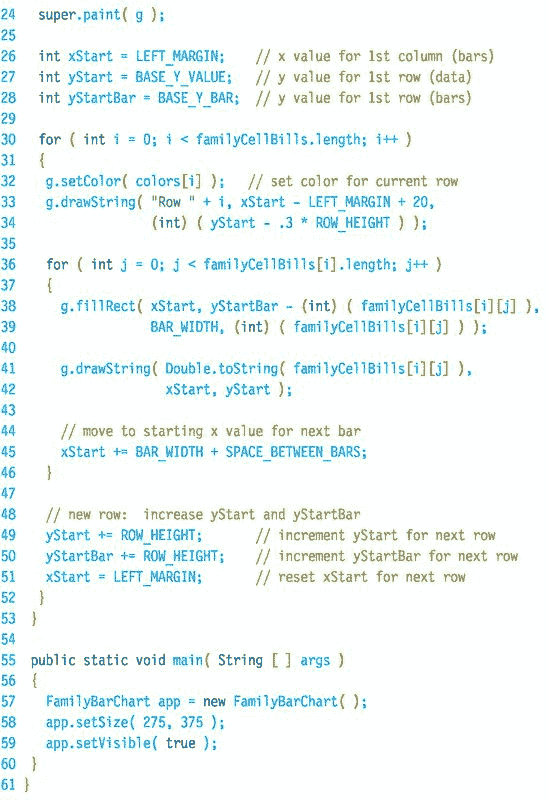 24 super.paint( g );
25
26 int xStart = LEFT_MARGIN; // x value for 1st column (bars)
27 int yStart = BASE_Y_VALUE; // y value for 1st row (data)
28 int yStartBar = BASE_Y_BAR; // y value for 1st row (bars)
29
30 for ( int i = 0; i < familyCellBills.length; i++ )
31 {
32 g.setColor( colors[i] ); // set color for current row
33 g.drawString( "Row " + i, xStart - LEFT_MARGIN + 20,
34 (int) ( yStart - .3 * ROW_HEIGHT ) );
35
36 for ( int j = 0; j < familyCellBills[i].length; j++ )
37 {
38 g.fillRect( xStart, yStartBar - (int) ( familyCellBills[i][j] ),
39 BAR_WIDTH, (int) ( familyCellBills[i][j] ) );
40
41 g.drawString( Double.toString( familyCellBills[i][j] ),
42 xStart, yStart );
43
44 // move to starting x value for next bar
45 xStart += BAR_WIDTH + SPACE_BETWEEN_BARS;
46 }
47
48 // new row: increase yStart and yStartBar
49 yStart += ROW_HEIGHT; // increment yStart for next row
50 yStartBar += ROW_HEIGHT; // increment yStartBar for next row
51 xStart = LEFT_MARGIN; // reset xStart for next row
52 }
53 }
54
55 public static void main( String [ ] args )
56 {
57 FamilyBarChart app = new FamilyBarChart( );
58 app.setSize( 275, 375 );
59 app.setVisible( true );
60 }
61 }